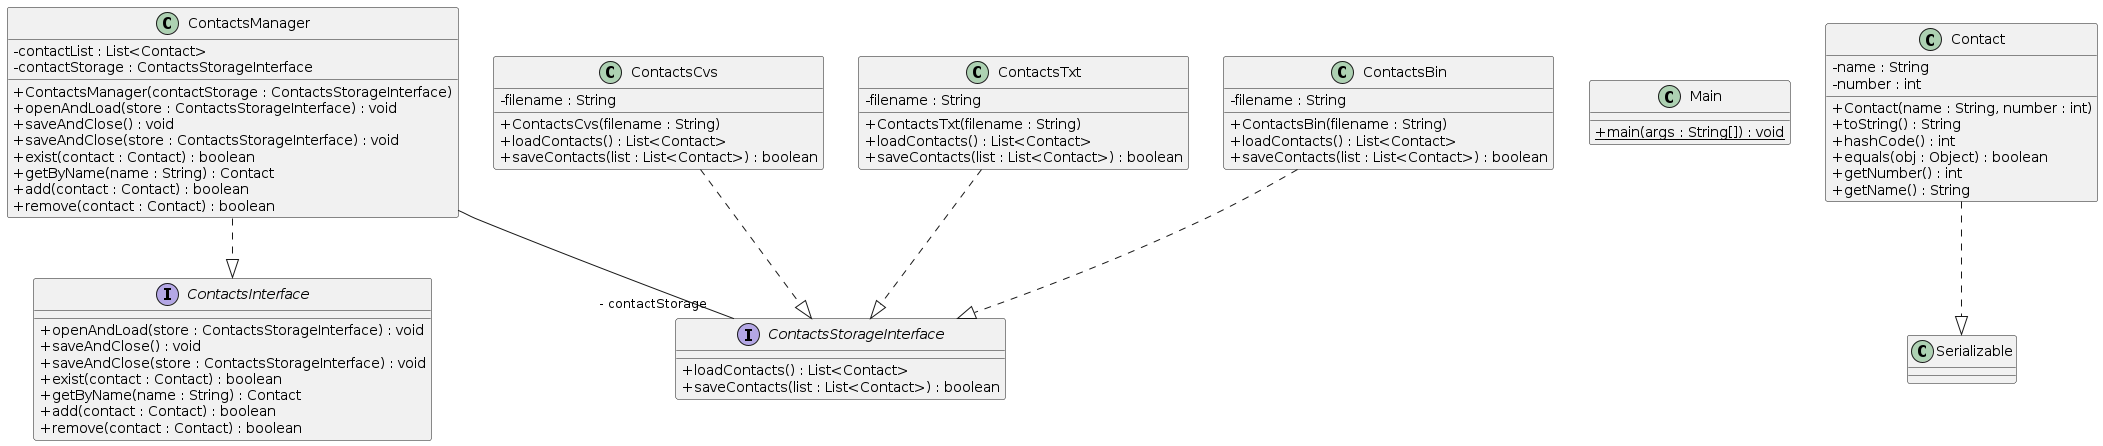 C ContactsManager
-contactList : List<Contact>
-contactStorage : ContactsStorageInterface
+ContactsManager(contactStorage : ContactsStorageInterface)
+openAndLoad(store : ContactsStorageInterface) : void
+saveAndClose() : void
+saveAndClose(store : ContactsStorageInterface) : void
+exist(contact : Contact) : boolean
+getByName(name : String) : Contact
+add(contact : Contact) : boolean
+remove(contact : Contact) : boolean
C ContactsCvs
-filename : String
+ContactsCvs(filename : String)
+loadContacts() : List<Contact>
+saveContacts(list : List<Contact>) : boolean
C ContactsTxt
-filename : String
+ContactsTxt(filename : String)
+loadContacts() : List<Contact>
+saveContacts(list : List<Contact>) : boolean
C ContactsBin
-filename : String
+ContactsBin(filename : String)
+loadContacts() : List<Contact>
+saveContacts(list : List<Contact>) : boolean
C Main
+main(args : String[]) : void
C Contact
-name : String
-number : int
+Contact(name : String, number : int)
+toString() : String
+hashCode() : int
+equals(obj : Object) : boolean
+getNumber() : int
+getName() : String
I ContactsInterface
+openAndLoad(store : ContactsStorageInterface) : void
+saveAndClose() : void
+saveAndClose(store : ContactsStorageInterface) : void
+exist(contact : Contact) : boolean
+getByName(name : String) : Contact
+add(contact : Contact) : boolean
+remove(contact : Contact) : boolean
- contactStorage
I ContactsStorageInterface
+loadContacts() : List<Contact>
+saveContacts(list : List<Contact>) : boolean
C Serializable